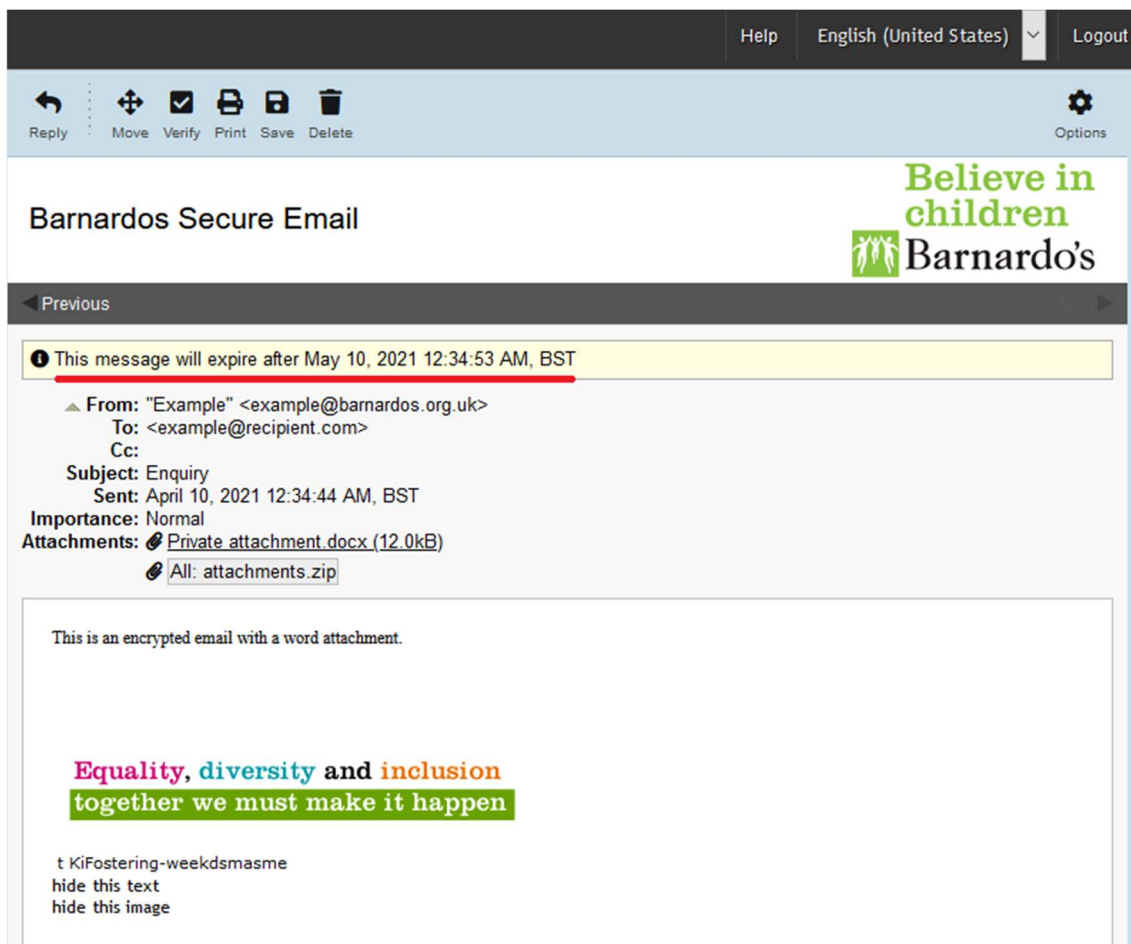 Help English (United States) Logout
Reply Move Verify Print Save Delete Options
Barnardos Secure Email
Believe in
children
Barnardo's
Previous Next
This message will expire after May 10, 2021 12:34:53 AM, BST
From: "Example" <example@barnardos.org.uk>
To: <example@recipient.com>
Cc:
Subject: Enquiry
Sent: April 10, 2021 12:34:44 AM, BST
Importance: Normal
Attachments: Private attachment.docx (12.0kB)
All: attachments.zip
This is an encrypted email with a word attachment.
Equality, diversity and inclusion
together we must make it happen
t KiFostering-weekdsmasme
hide this text
hide this image